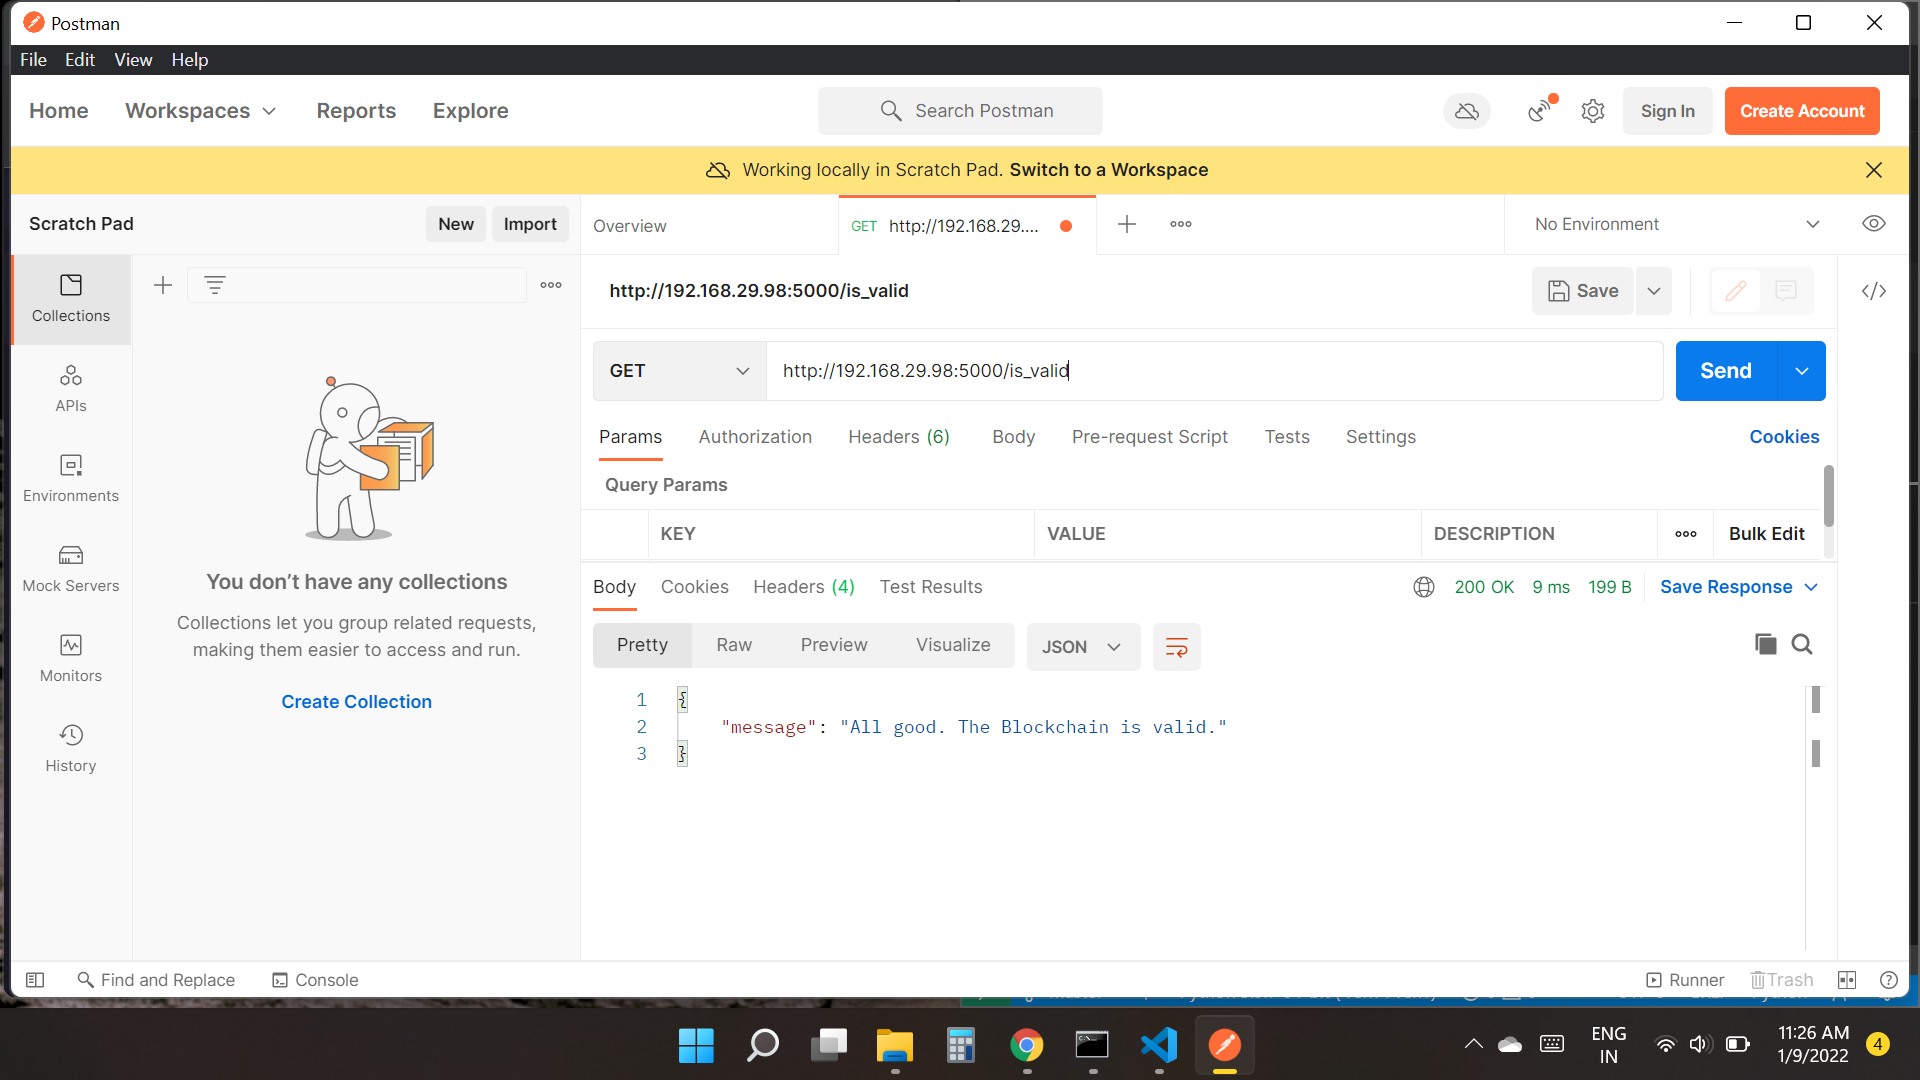 Postman
File Edit View Help
Home Workspaces Reports Explore Search Postman Sign In Create Account
Working locally in Scratch Pad. Switch to a Workspace
Scratch Pad New Import Overview GET http://192.168.29.... No Environment
http://192.168.29.98:5000/is_valid Save
Collections
GET http://192.168.29.98:5000/is_valid Send
APIs
Params Authorization Headers (6) Body Pre-request Script Tests Settings Cookies
Query Params
Environments
KEY VALUE DESCRIPTION Bulk Edit
Mock Servers
You don’t have any collections
Body Cookies Headers (4) Test Results 200 OK 9 ms 199 B Save Response
Collections let you group related requests,
making them easier to access and run.
Pretty Raw Preview Visualize JSON
Monitors
Create Collection
1 {
2 "message": "All good. The Blockchain is valid."
3 }
History
Find and Replace Console Runner Trash
ENG
IN
11:26 AM
1/9/2022
4